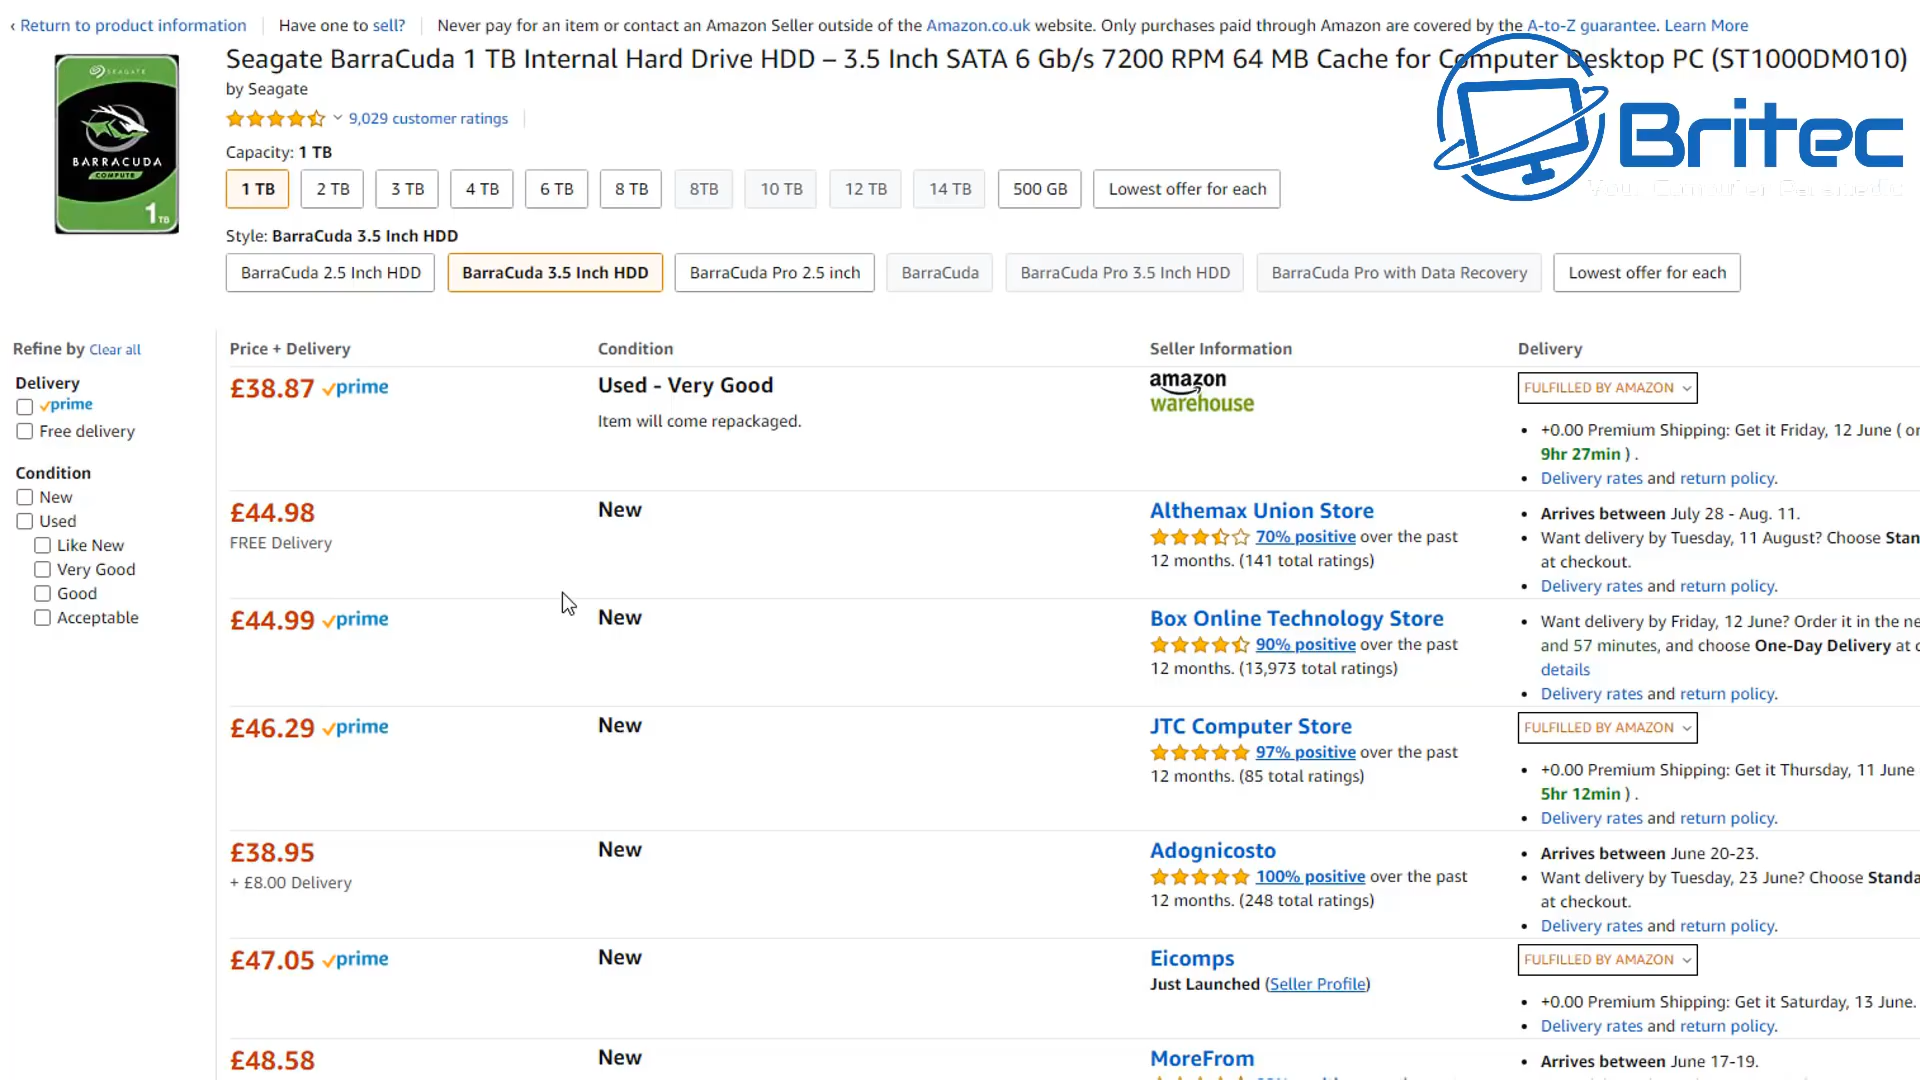 ‹ Return to product information
Have one to sell?
Never pay for an item or contact an Amazon Seller outside of the Amazon.co.uk website. Only purchases paid through Amazon are covered by the A-to-Z guarantee. Learn More
Seagate BarraCuda 1 TB Internal Hard Drive HDD – 3.5 Inch SATA 6 Gb/s 7200 RPM 64 MB Cache for Computer Desktop PC (ST1000DM010)
by Seagate
9,029 customer ratings
SEAGATE
BARRACUDA
COMPUTE
1TB
Britec
Your Computer Paramedic
Capacity: 1 TB
1 TB
2 TB
3 TB
4 TB
6 TB
8 TB
8TB
10 TB
12 TB
14 TB
500 GB
Lowest offer for each
Style: BarraCuda 3.5 Inch HDD
BarraCuda 2.5 Inch HDD
BarraCuda 3.5 Inch HDD
BarraCuda Pro 2.5 inch
BarraCuda
BarraCuda Pro 3.5 Inch HDD
BarraCuda Pro with Data Recovery
Lowest offer for each
Refine by Clear all
Delivery
prime
Free delivery
Condition
New
Used
Like New
Very Good
Good
Acceptable
Price + Delivery
Condition
Seller Information
Delivery
£38.87 prime
Used - Very Good
Item will come repackaged.
amazon
warehouse
FULFILLED BY AMAZON
+0.00 Premium Shipping: Get it Friday, 12 June (
9hr 27min ) .
Delivery rates and return policy.
£44.98
FREE Delivery
New
Althemax Union Store
70% positive over the past
12 months. (141 total ratings)
Arrives between July 28 - Aug. 11.
Want delivery by Tuesday, 11 August? Choose Stan
at checkout.
Delivery rates and return policy.
£44.99 prime
New
Box Online Technology Store
90% positive over the past
12 months. (13,973 total ratings)
Want delivery by Friday, 12 June? Order it in the ne
and 57 minutes, and choose One-Day Delivery at
details
Delivery rates and return policy.
£46.29 prime
New
JTC Computer Store
97% positive over the past
12 months. (85 total ratings)
FULFILLED BY AMAZON
+0.00 Premium Shipping: Get it Thursday, 11 June
5hr 12min ) .
Delivery rates and return policy.
£38.95
+ £8.00 Delivery
New
Adognicosto
100% positive over the past
12 months. (248 total ratings)
Arrives between June 20-23.
Want delivery by Tuesday, 23 June? Choose Standa
at checkout.
Delivery rates and return policy.
£47.05 prime
New
Eicomps
Just Launched (Seller Profile)
FULFILLED BY AMAZON
+0.00 Premium Shipping: Get it Saturday, 13 June.
Delivery rates and return policy.
£48.58
New
MoreFrom
Arrives between June 17-19.